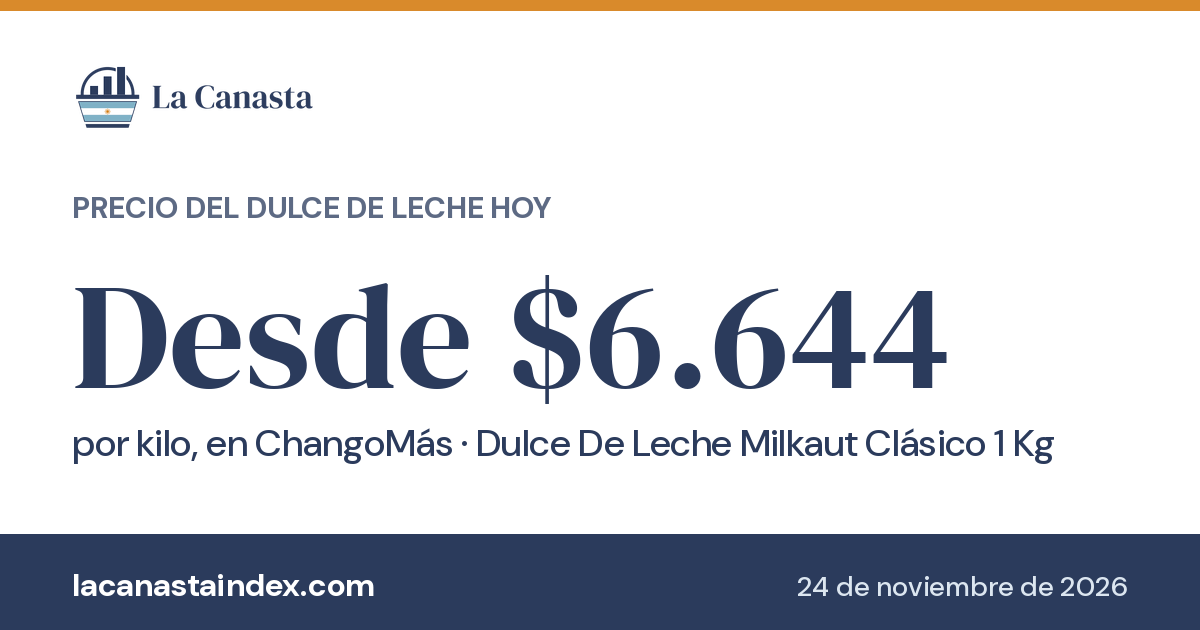 La Canasta
PRECIO DEL DULCE DE LECHE HOY
Desde $6.644
por kilo, en ChangoMás · Dulce De Leche Milkaut Clásico 1 Kg
lacanastaindex.com
24 de noviembre de 2026